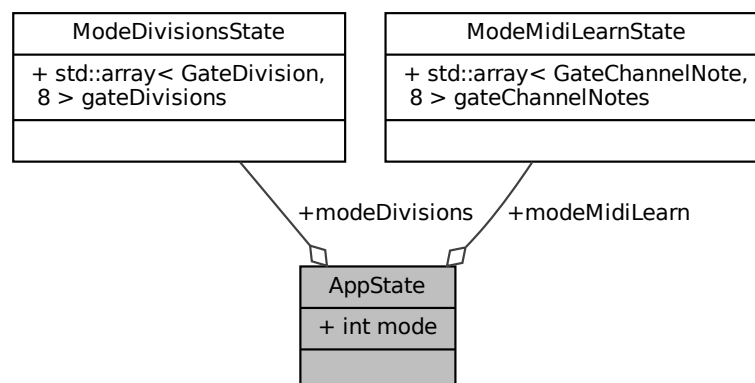 ModeDivisionsState
+ std::array< GateDivision,
8 > gateDivisions
ModeMidiLearnState
+ std::array< GateChannelNote,
8 > gateChannelNotes
+modeDivisions
+modeMidiLearn
AppState
+ int mode